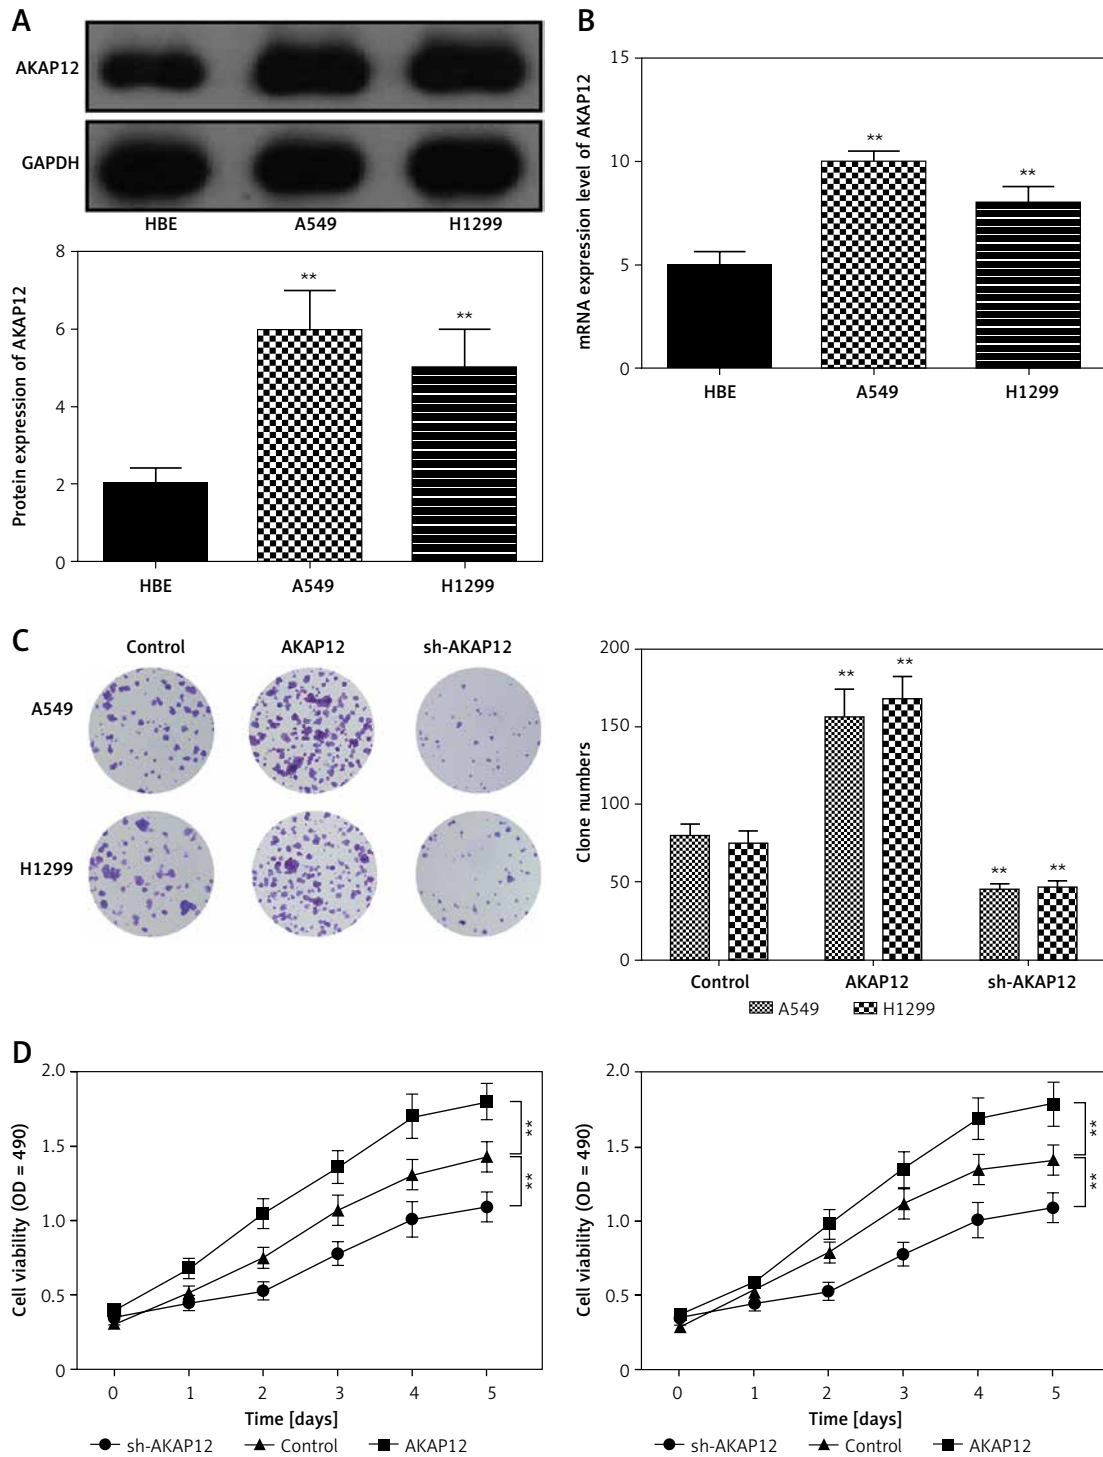 A
AKAP12
GAPDH
HBE A549 H1299
Protein expression of AKAP12
8
6
4
2
0
**
**
HBE A549 H1299
B
mRNA expression level of AKAP12
15
10
5
0
**
**
HBE A549 H1299
C
Control AKAP12 sh-AKAP12
A549
H1299
Clone numbers
200
150
100
50
0
** **
** **
Control AKAP12 sh-AKAP12
A549 H1299
D
Cell viability (OD = 490)
2.0
1.5
1.0
0.5
0
**
**
0 1 2 3 4 5
Time [days]
sh-AKAP12 Control AKAP12
Cell viability (OD = 490)
2.0
1.5
1.0
0.5
0
**
**
0 1 2 3 4 5
Time [days]
sh-AKAP12 Control AKAP12